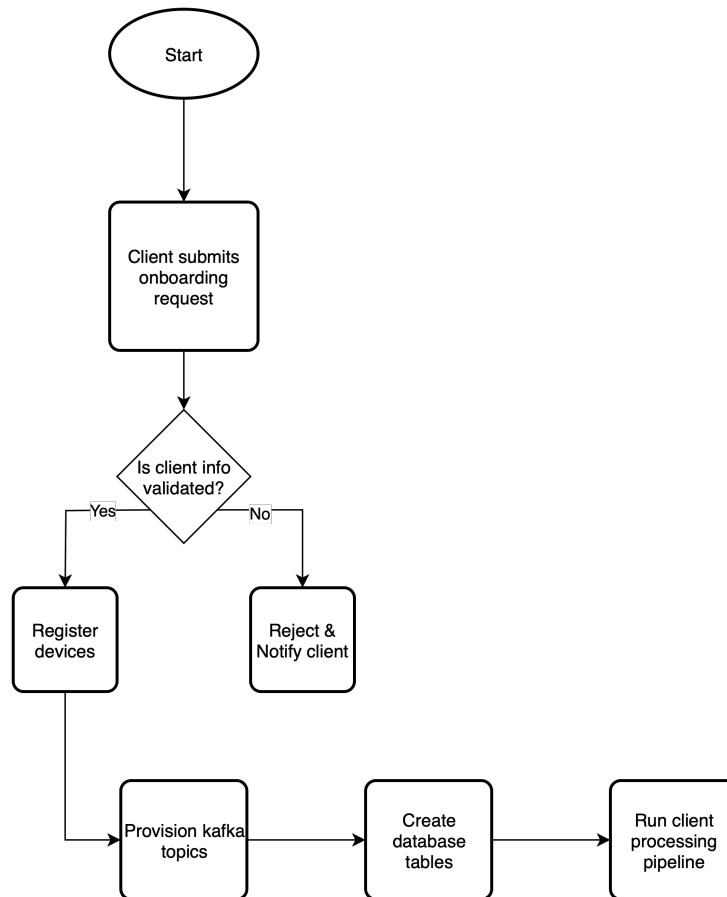 Start
Client submits
onboarding
request
Is client info
validated?
Yes
No
Register
devices
Reject &
Notify client
Provision kafka
topics
Create
database
tables
Run client
processing
pipeline